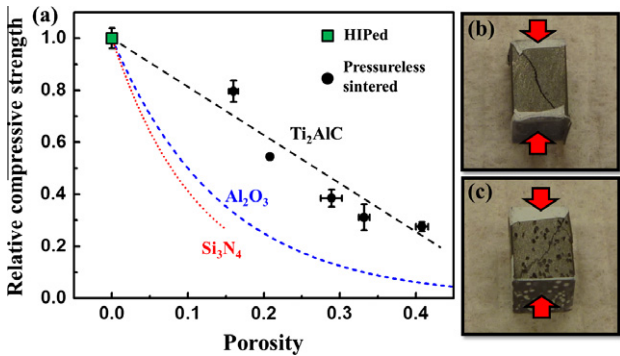 (a)
Relative compressive strength
1.0
0.8
0.6
0.4
0.2
0.0
0.0
0.1
0.2
0.3
0.4
Porosity
HIPed
Pressureless
sintered
Ti₂AlC
Al₂O₃
Si₃N₄
(b)
(c)